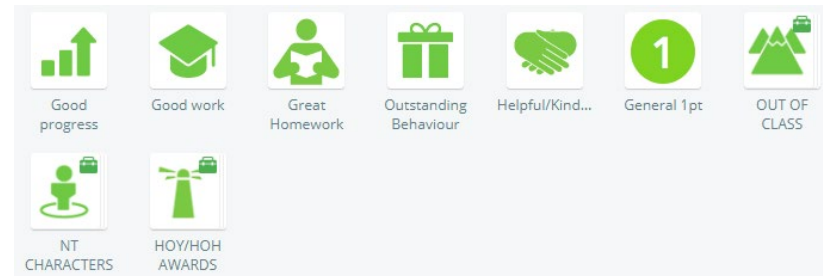 Good
progress
Good work
Great
Homework
Outstanding
Behaviour
Helpful/Kind...
1
General 1pt
OUT OF
CLASS
NT
CHARACTERS
HOY/HOH
AWARDS